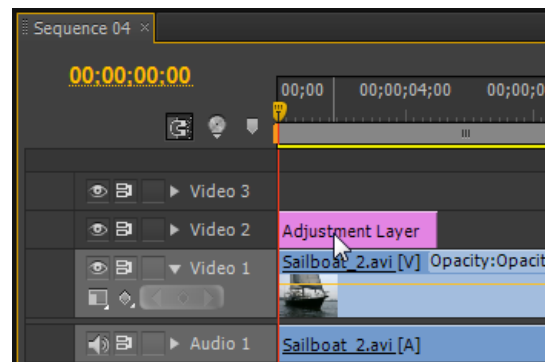 Sequence 04 ×
00;00;00;00
00;00 00;00;04;00 00;00;0
Video 3
Video 2 Adjustment Layer
Sailboat_2.avi [V] Opacity:Opacit
Video 1
Audio 1 Sailboat_2.avi [A]